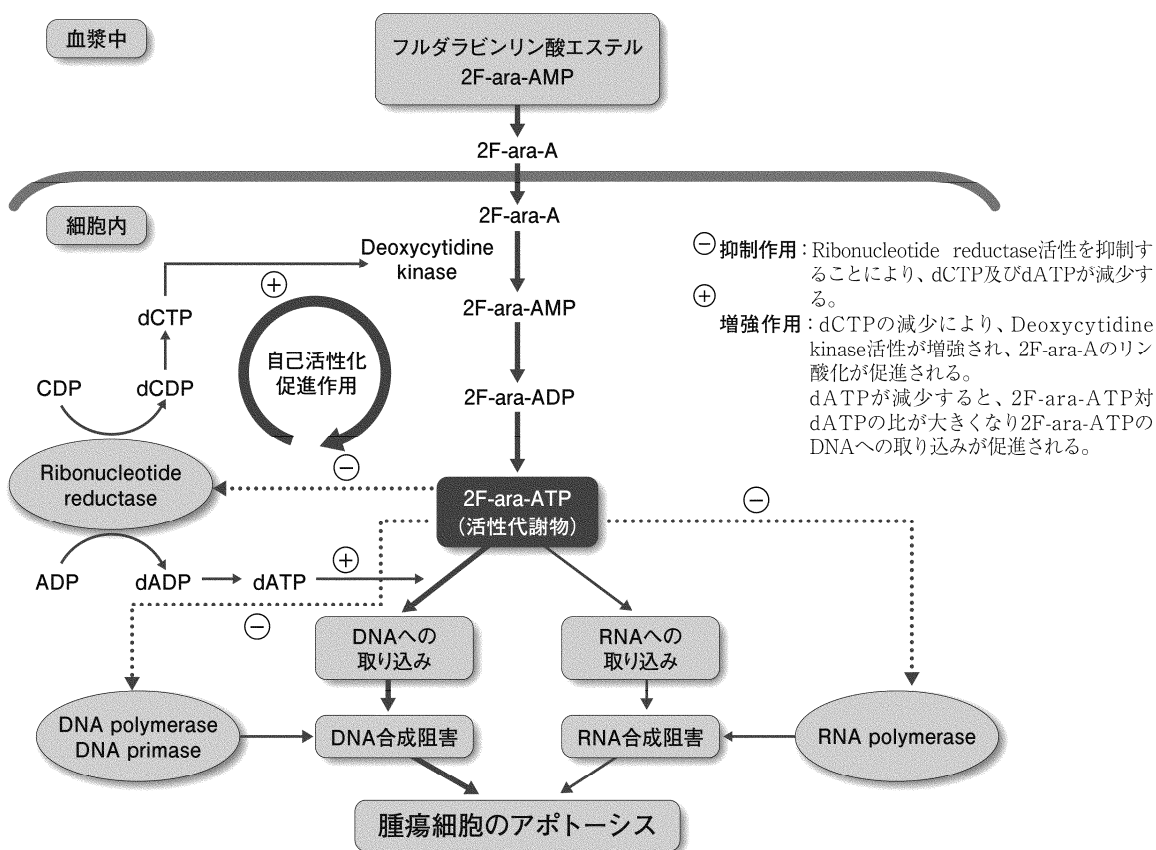 血漿中
フルダラビンリン酸エステル
2F-ara-AMP
2F-ara-A
細胞内
2F-ara-A
Deoxycytidine
kinase
+
dCTP
2F-ara-AMP
自己活性化
促進作用
CDP
dCDP
2F-ara-ADP
−
Ribonucleotide
reductase
2F-ara-ATP
(活性代謝物)
−
ADP
dADP
dATP
+
−
DNAへの
取り込み
RNAへの
取り込み
DNA polymerase
DNA primase
DNA合成阻害
RNA合成阻害
RNA polymerase
腫瘍細胞のアポトーシス
− 抑制作用：Ribonucleotide reductase活性を抑制す
ることにより、dCTP及びdATPが減少す
る。
+
増強作用：dCTPの減少により、Deoxycytidine
kinase活性が増強され、2F-ara-Aのリン
酸化が促進される。
dATPが減少すると、2F-ara-ATP対
dATPの比が大きくなり2F-ara-ATPの
DNAへの取り込みが促進される。